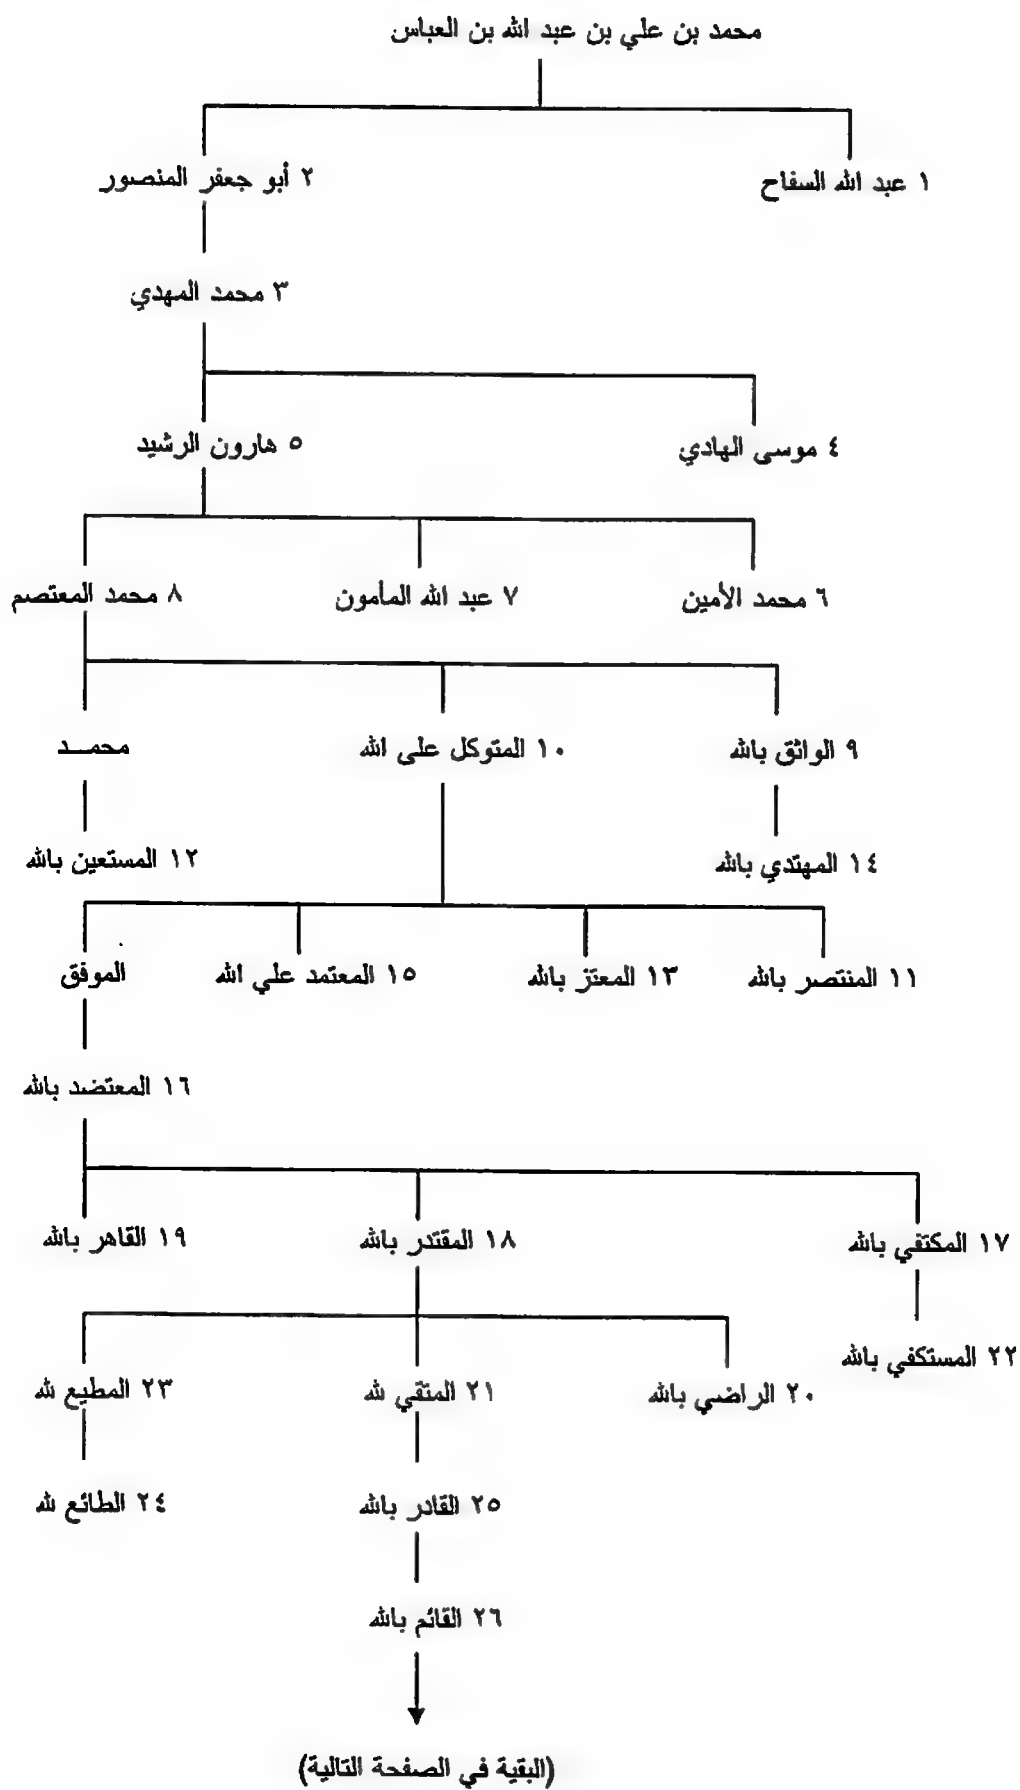 محمد بن علي بن عبد الله بن العباس
١ عبد الله السفاح
٢ أبو جعفر المنصور
٣ محمد المهدي
٤ موسى الهادي
٥ هارون الرشيد
٦ محمد الأمين
٧ عبد الله المأمون
٨ محمد المعتصم
٩ الواثق بالله
١٠ المتوكل على الله
محمــد
١٤ المهتدي بالله
١٢ المستعين بالله
١١ المنتصر بالله
١٣ المعتز بالله
١٥ المعتمد علي الله
الموفق
١٦ المعتضد بالله
١٧ المكتفي بالله
١٨ المقتدر بالله
١٩ القاهر بالله
٢٢ المستكفي بالله
٢٠ الراضي بالله
٢١ المتقي لله
٢٣ المطيع لله
٢٥ القادر بالله
٢٤ الطائع لله
٢٦ القائم بالله
(البقية في الصفحة التالية)